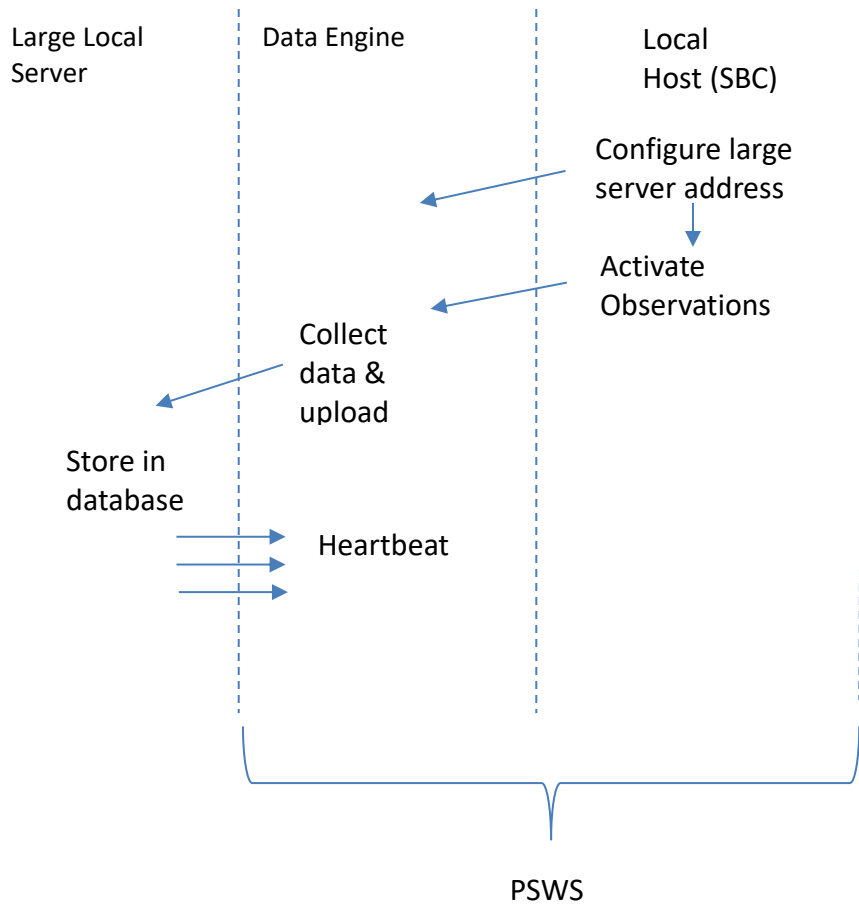 Large Local
Server
Data Engine
Local
Host (SBC)
Configure large
server address
Activate
Observations
Collect
data &
upload
Store in
database
Heartbeat
PSWS